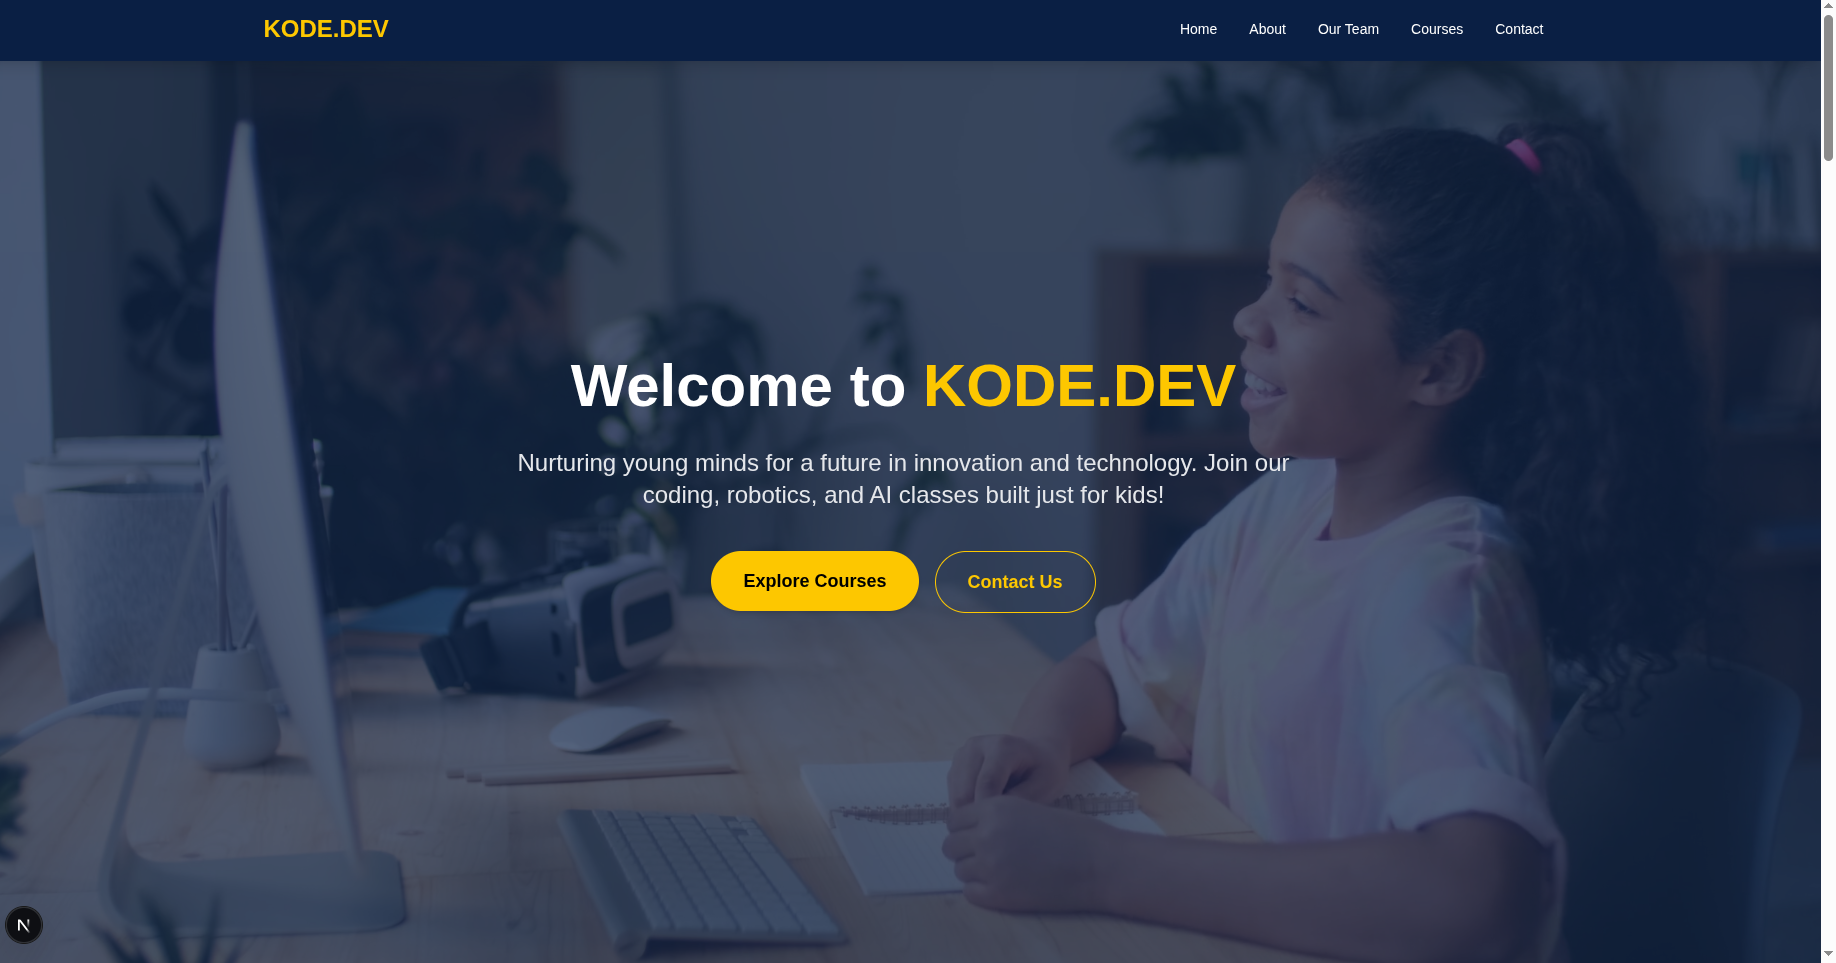 KODE.DEV
Home About Our Team Courses Contact
Welcome to KODE.DEV
Nurturing young minds for a future in innovation and technology. Join our
coding, robotics, and AI classes built just for kids!
Explore Courses Contact Us
N